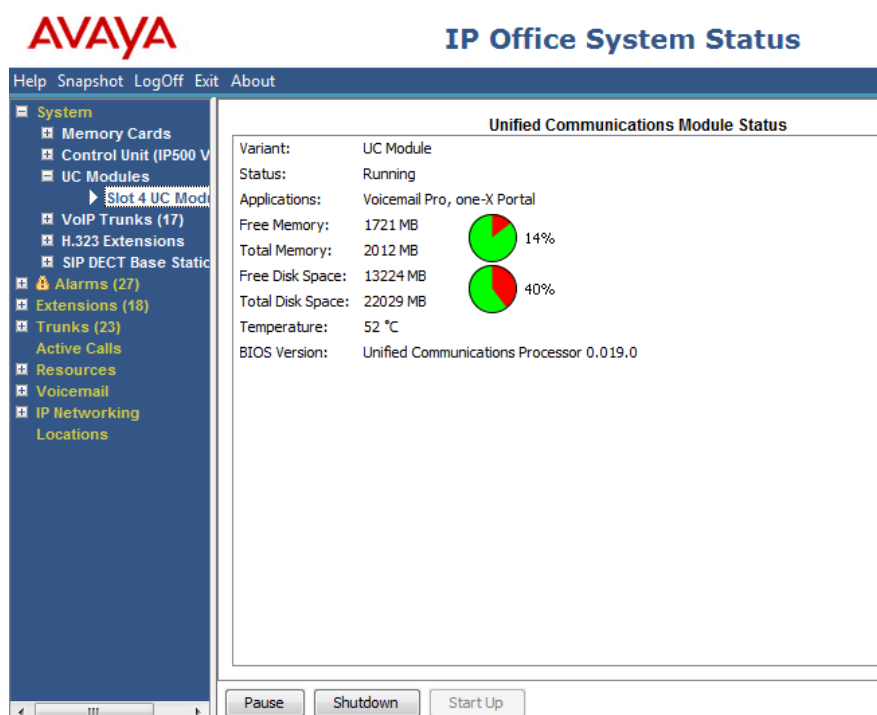 AVAYA
IP Office System Status
Help Snapshot LogOff Exit About
System
Memory Cards
Control Unit (IP500 V
UC Modules
Slot 4 UC Modu
VoIP Trunks (17)
H.323 Extensions
SIP DECT Base Static
Alarms (27)
Extensions (18)
Trunks (23)
Active Calls
Resources
Voicemail
IP Networking
Locations
Unified Communications Module Status
Variant: UC Module
Status: Running
Applications: Voicemail Pro, one-X Portal
Free Memory: 1721 MB
14%
Total Memory: 2012 MB
Free Disk Space: 13224 MB
40%
Total Disk Space: 22029 MB
Temperature: 52 °C
BIOS Version: Unified Communications Processor 0.019.0
Pause Shutdown Start Up